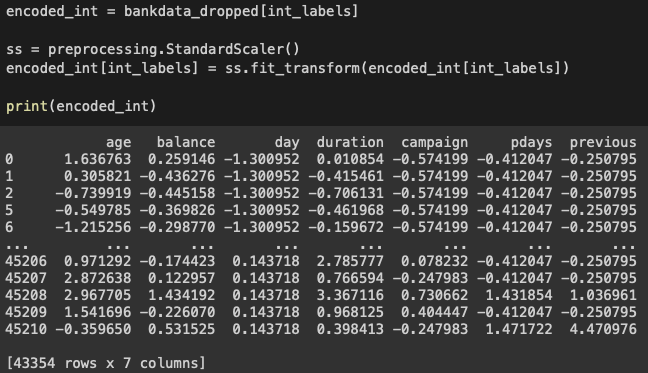 encoded_int = bankdata_dropped[int_labels]
ss = preprocessing.StandardScaler()
encoded_int[int_labels] = ss.fit_transform(encoded_int[int_labels])
print(encoded_int)
age balance day duration campaign pdays previous
0 1.636763 0.259146 -1.300952 0.010854 -0.574199 -0.412047 -0.250795
1 0.305821 -0.436276 -1.300952 -0.415461 -0.574199 -0.412047 -0.250795
2 -0.739919 -0.445158 -1.300952 -0.706131 -0.574199 -0.412047 -0.250795
5 -0.549785 -0.369826 -1.300952 -0.461968 -0.574199 -0.412047 -0.250795
6 -1.215256 -0.298770 -1.300952 -0.159672 -0.574199 -0.412047 -0.250795
... ... ... ... ... ... ... ...
45206 0.971292 -0.174423 0.143718 2.785777 0.078232 -0.412047 -0.250795
45207 2.872638 0.122957 0.143718 0.766594 -0.247983 -0.412047 -0.250795
45208 2.967705 1.434192 0.143718 3.367116 0.730662 1.431854 1.036961
45209 1.541696 -0.226070 0.143718 0.968125 0.404447 -0.412047 -0.250795
45210 -0.359650 0.531525 0.143718 0.398413 -0.247983 1.471722 4.470976
[43354 rows x 7 columns]